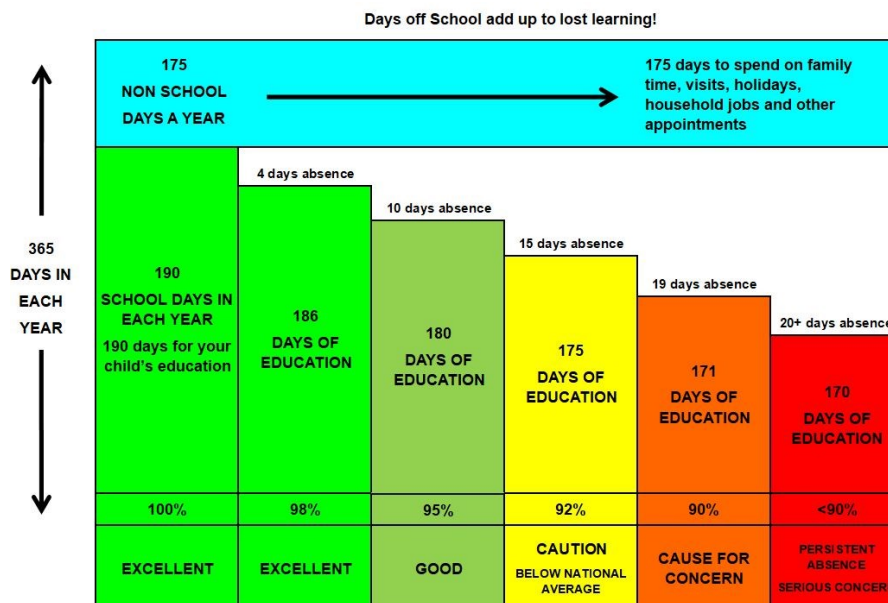 Days off School add up to lost learning!
175
NON SCHOOL
DAYS A YEAR
175 days to spend on family
time, visits, holidays,
household jobs and other
appointments
365
DAYS IN
EACH
YEAR
190
SCHOOL DAYS IN
EACH YEAR
190 days for your
child's education
4 days absence
186
DAYS OF
EDUCATION
10 days absence
180
DAYS OF
EDUCATION
15 days absence
175
DAYS OF
EDUCATION
19 days absence
171
DAYS OF
EDUCATION
20+ days absence
170
DAYS OF
EDUCATION
100%
98%
95%
92%
90%
<90%
EXCELLENT
EXCELLENT
GOOD
CAUTION
BELOW NATIONAL
AVERAGE
CAUSE FOR
CONCERN
PERSISTENT
ABSENCE
SERIOUS CONCER